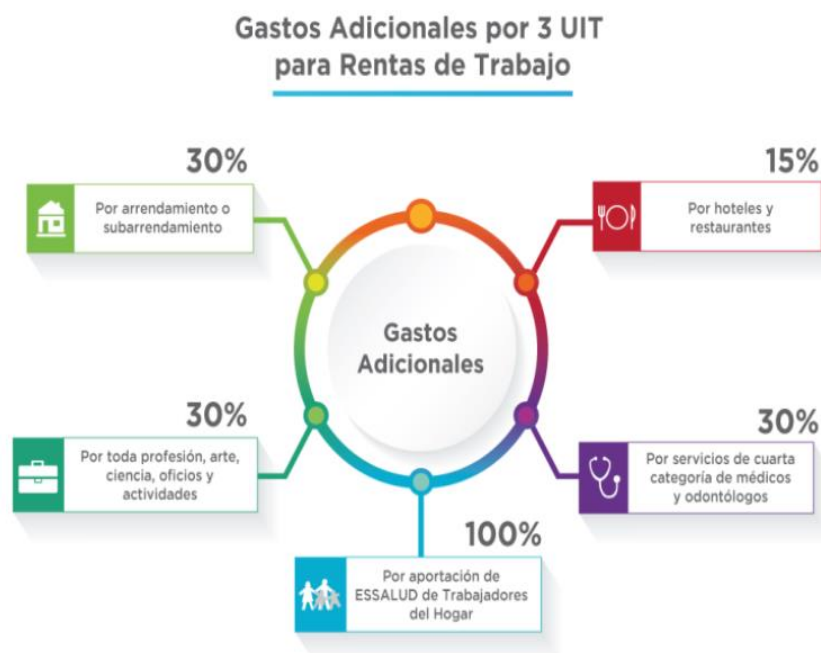 Gastos Adicionales por 3 UIT
para Rentas de Trabajo
30%
Por arrendamiento o
subarrendamiento
15%
Por hoteles y
restaurantes
Gastos
Adicionales
30%
Por toda profesión, arte,
ciencia, oficios y
actividades
30%
Por servicios de cuarta
categoría de médicos
y odontólogos
100%
Por aportación de
ESSALUD de Trabajadores
del Hogar